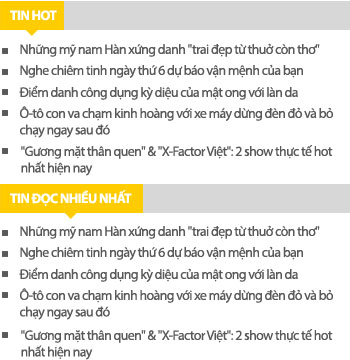 TIN HOT
Những mỹ nam Hàn xứng danh "trai đẹp từ thuở còn thơ"
Nghe chiêm tinh ngày thứ 6 dự báo vận mệnh của bạn
Điểm danh công dụng kỳ diệu của mật ong với làn da
Ô-tô con va chạm kinh hoàng với xe máy dừng đèn đỏ và bỏ
chạy ngay sau đó
"Gương mặt thân quen" & "X-Factor Việt": 2 show thực tế hot
nhất hiện nay
TIN ĐỌC NHIỀU NHẤT
Những mỹ nam Hàn xứng danh "trai đẹp từ thuở còn thơ"
Nghe chiêm tinh ngày thứ 6 dự báo vận mệnh của bạn
Điểm danh công dụng kỳ diệu của mật ong với làn da
Ô-tô con va chạm kinh hoàng với xe máy dừng đèn đỏ và bỏ
chạy ngay sau đó
"Gương mặt thân quen" & "X-Factor Việt": 2 show thực tế hot
nhất hiện nay